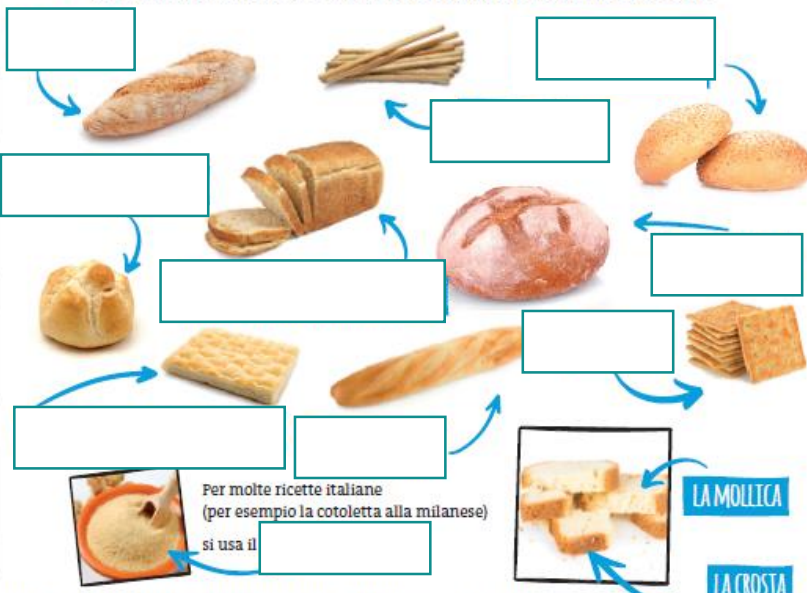 Per molte ricette italiane
(per esempio la cotoletta alla milanese)
si usa il
LA MOLLICA
LA CROSTA